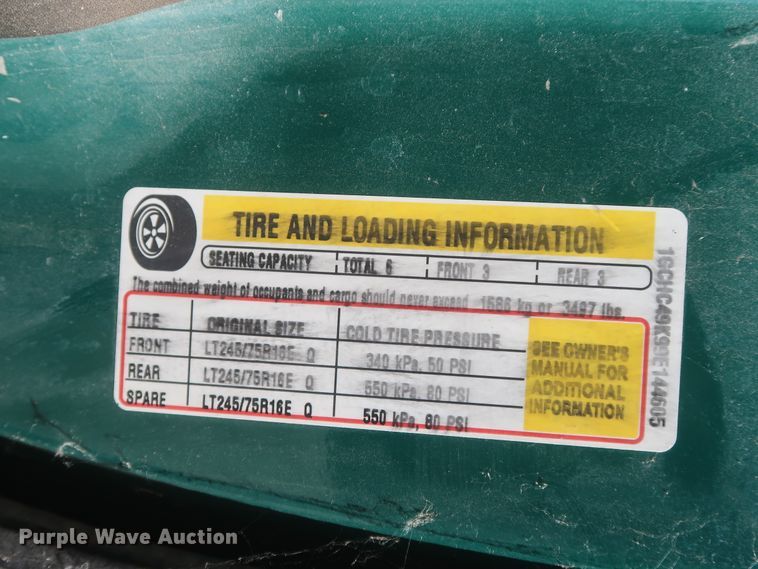 TIRE AND LOADING INFORMATION
SEATING CAPACITY TOTAL 6 FRONT 3 REAR 3
The combined weight of occupants and cargo should never exceed 1586 kg or 3497 lbs.
TIRE ORIGINAL SIZE COLD TIRE PRESSURE
FRONT LT245/75R16E Q 340 kPa, 50 PSI
REAR LT245/75R16E Q 550 kPa, 80 PSI
SPARE LT245/75R16E Q 550 kPa, 80 PSI
SEE OWNER'S
MANUAL FOR
ADDITIONAL
INFORMATION
Purple Wave Auction